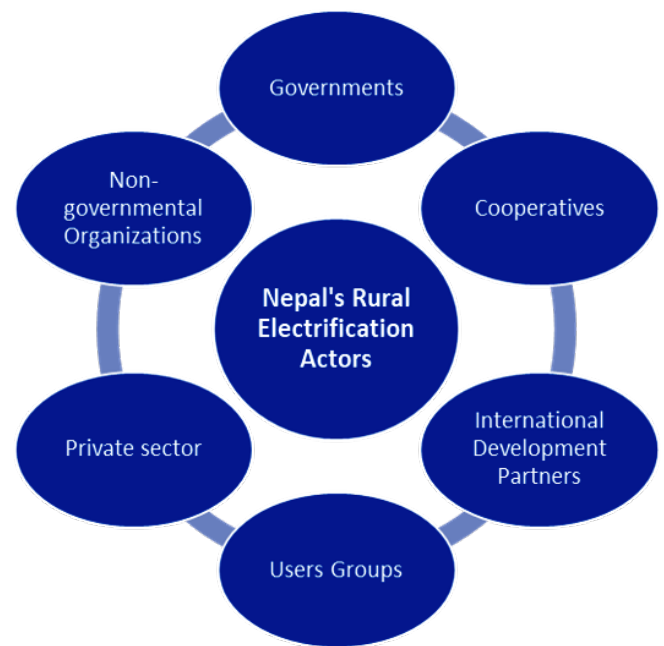 Governments
Non-
governmental
Organizations
Cooperatives
Nepal's Rural
Electrification
Actors
Private sector
International
Development
Partners
Users Groups